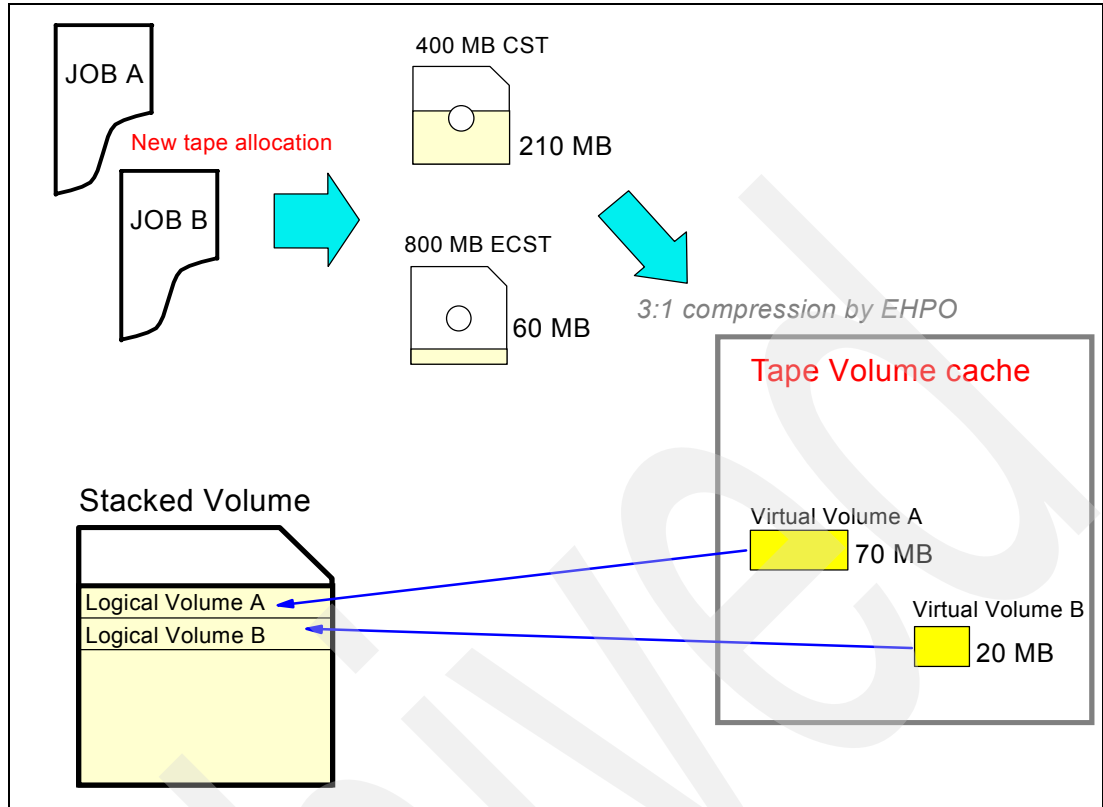 JOB A
New tape allocation
JOB B
400 MB CST
210 MB
800 MB ECST
60 MB
3:1 compression by EHPO
Tape Volume cache
Virtual Volume A
70 MB
Virtual Volume B
20 MB
Stacked Volume
Logical Volume A
Logical Volume B